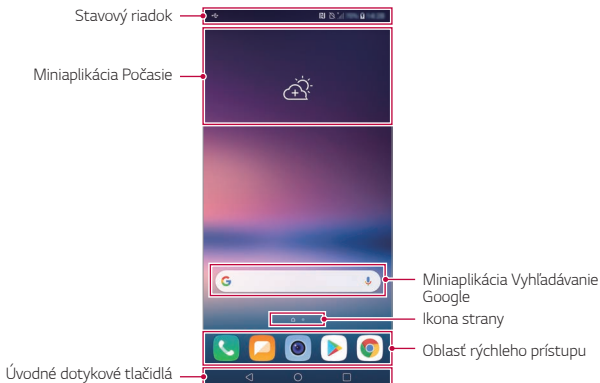 Stavový riadok
Miniaplikácia Počasie
Miniaplikácia Vyhľadávanie
Google
Ikona strany
Oblasť rýchleho prístupu
Úvodné dotykové tlačidlá